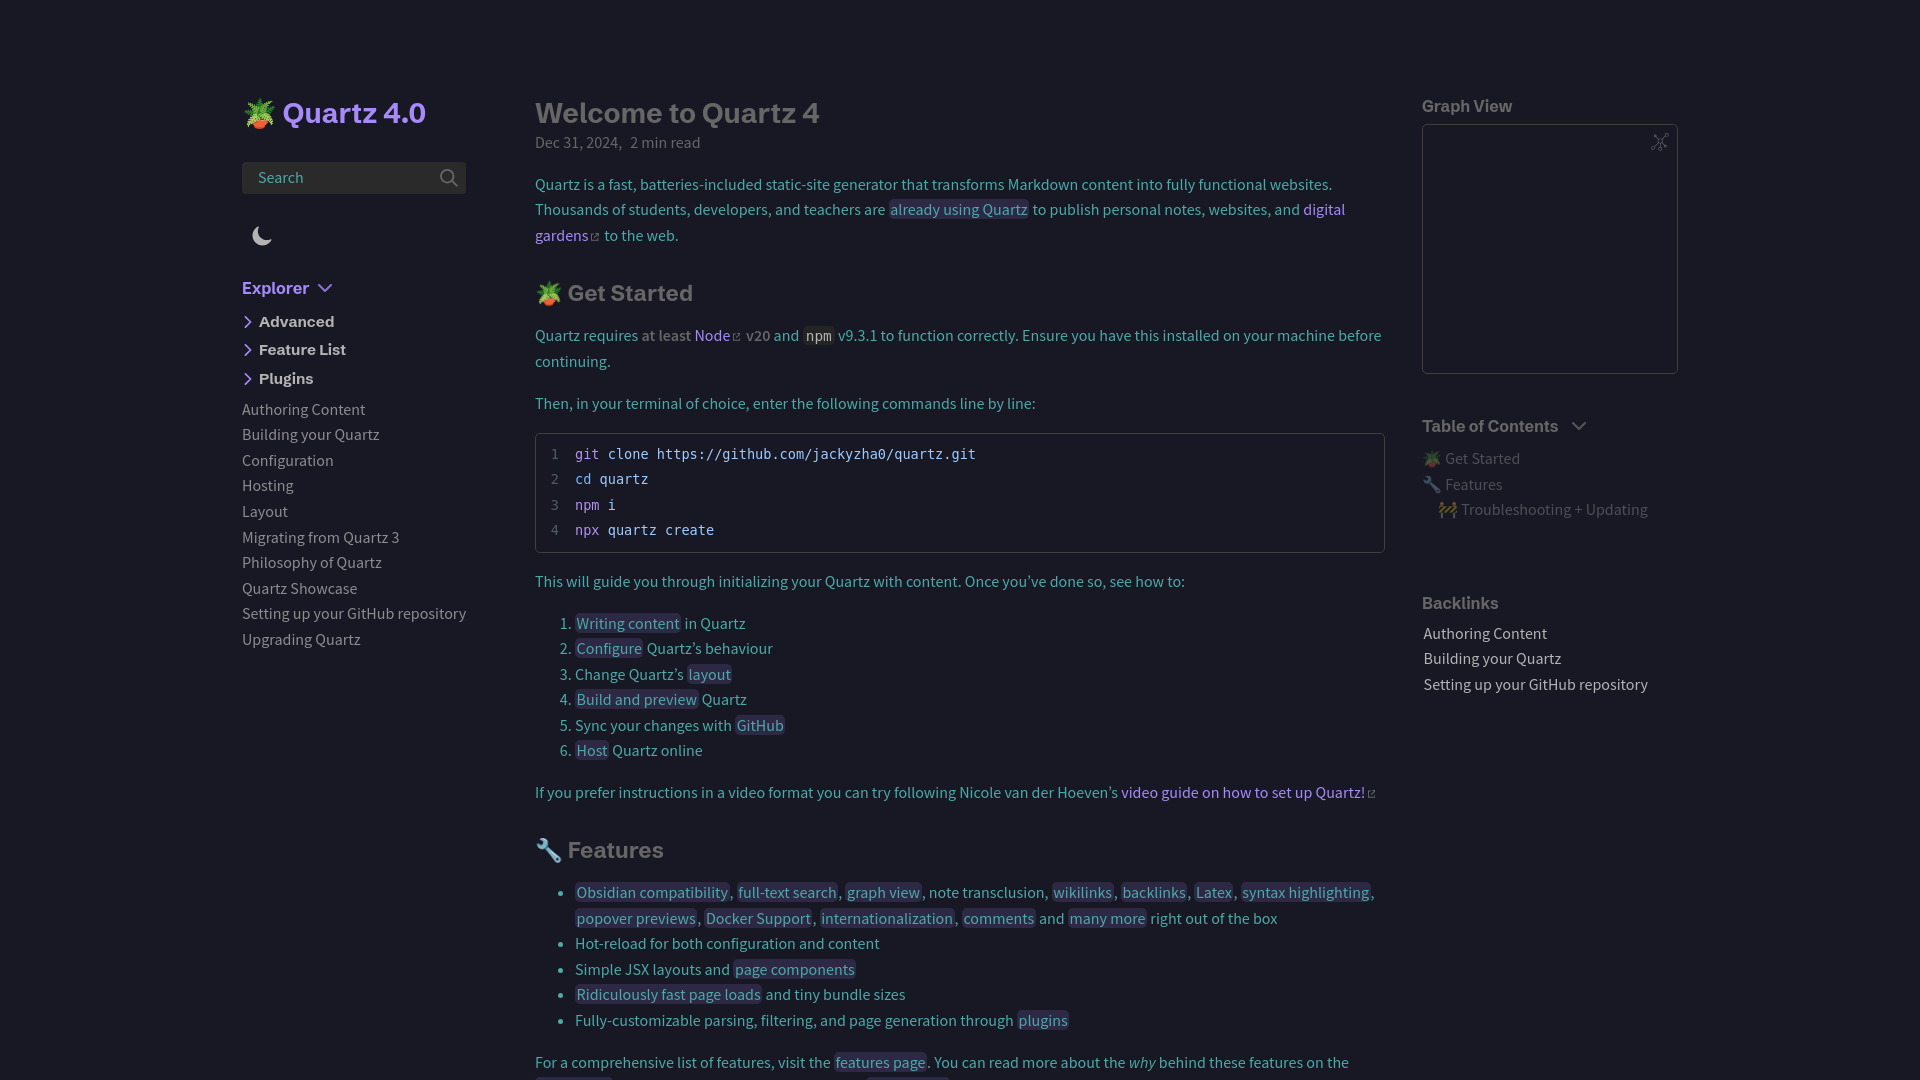 🪴 Quartz 4.0
Search
Explorer
Advanced
Feature List
Plugins
Authoring Content
Building your Quartz
Configuration
Hosting
Layout
Migrating from Quartz 3
Philosophy of Quartz
Quartz Showcase
Setting up your GitHub repository
Upgrading Quartz
Welcome to Quartz 4
Dec 31, 2024, 2 min read
Quartz is a fast, batteries-included static-site generator that transforms Markdown content into fully functional websites.
Thousands of students, developers, and teachers are already using Quartz to publish personal notes, websites, and digital
gardens to the web.
🪴 Get Started
Quartz requires at least Node v20 and npm v9.3.1 to function correctly. Ensure you have this installed on your machine before
continuing.
Then, in your terminal of choice, enter the following commands line by line:
1 git clone https://github.com/jackyzha0/quartz.git
2 cd quartz
3 npm i
4 npx quartz create
This will guide you through initializing your Quartz with content. Once you’ve done so, see how to:
1. Writing content in Quartz
2. Configure Quartz’s behaviour
3. Change Quartz’s layout
4. Build and preview Quartz
5. Sync your changes with GitHub
6. Host Quartz online
If you prefer instructions in a video format you can try following Nicole van der Hoeven’s video guide on how to set up Quartz!
🔧 Features
• Obsidian compatibility, full-text search, graph view, note transclusion, wikilinks, backlinks, Latex, syntax highlighting,
popover previews, Docker Support, internationalization, comments and many more right out of the box
• Hot-reload for both configuration and content
• Simple JSX layouts and page components
• Ridiculously fast page loads and tiny bundle sizes
• Fully-customizable parsing, filtering, and page generation through plugins
For a comprehensive list of features, visit the features page. You can read more about the why behind these features on the
Graph View
Table of Contents
🪴 Get Started
🔧 Features
🚧 Troubleshooting + Updating
Backlinks
Authoring Content
Building your Quartz
Setting up your GitHub repository